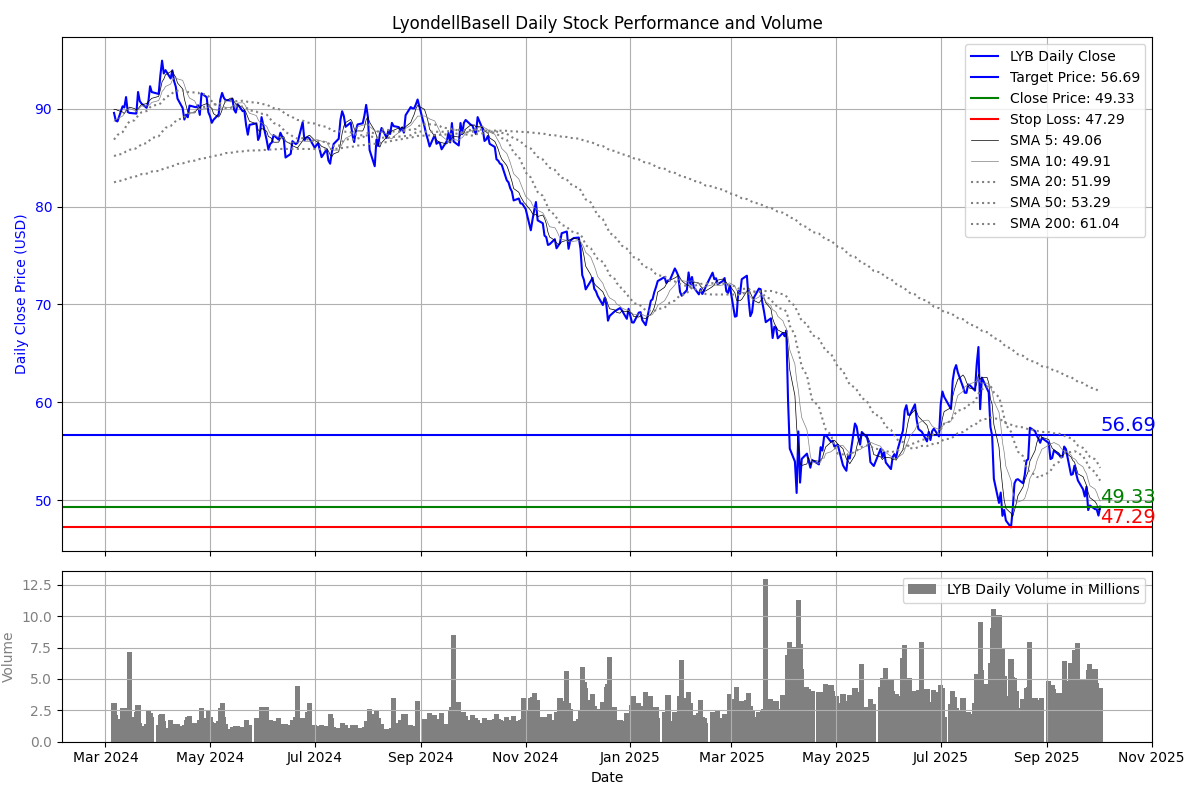 LyondellBasell Daily Stock Performance and Volume
Daily Close Price (USD)
90
80
70
60
50
LYB Daily Close
Target Price: 56.69
Close Price: 49.33
Stop Loss: 47.29
SMA 5: 49.06
SMA 10: 49.91
SMA 20: 51.99
SMA 50: 53.29
SMA 200: 61.04
56.69
49.33
47.29
Volume
12.5
10.0
7.5
5.0
2.5
0.0
LYB Daily Volume in Millions
Mar 2024
May 2024
Jul 2024
Sep 2024
Nov 2024
Jan 2025
Mar 2025
May 2025
Jul 2025
Sep 2025
Nov 2025
Date